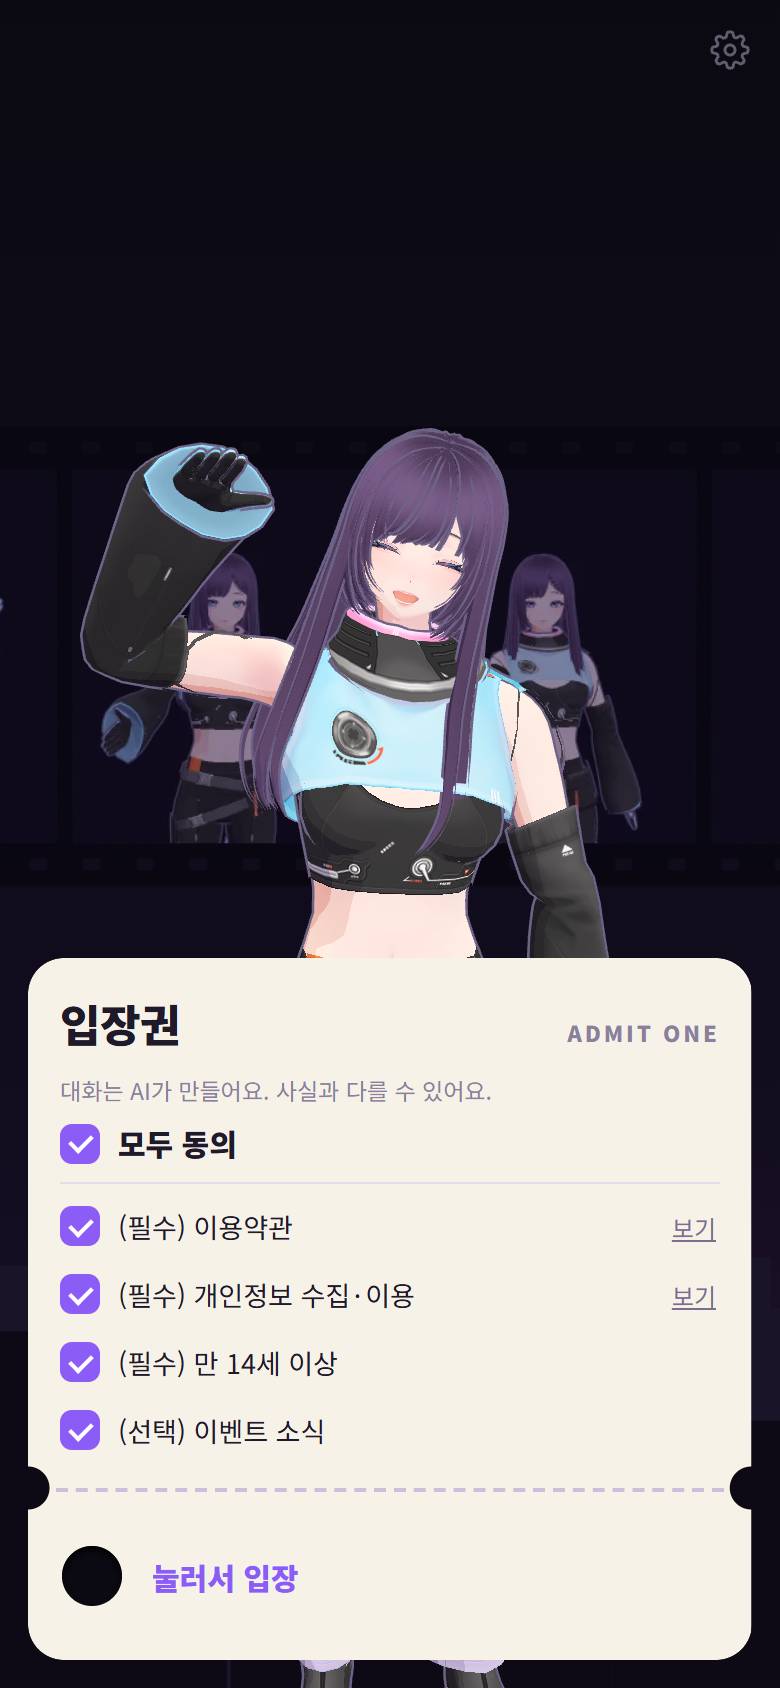 입장권
ADMIT ONE
대화는 AI가 만들어요. 사실과 다를 수 있어요.
모두 동의
(필수) 이용약관 보기
(필수) 개인정보 수집·이용 보기
(필수) 만 14세 이상
(선택) 이벤트 소식
눌러서 입장